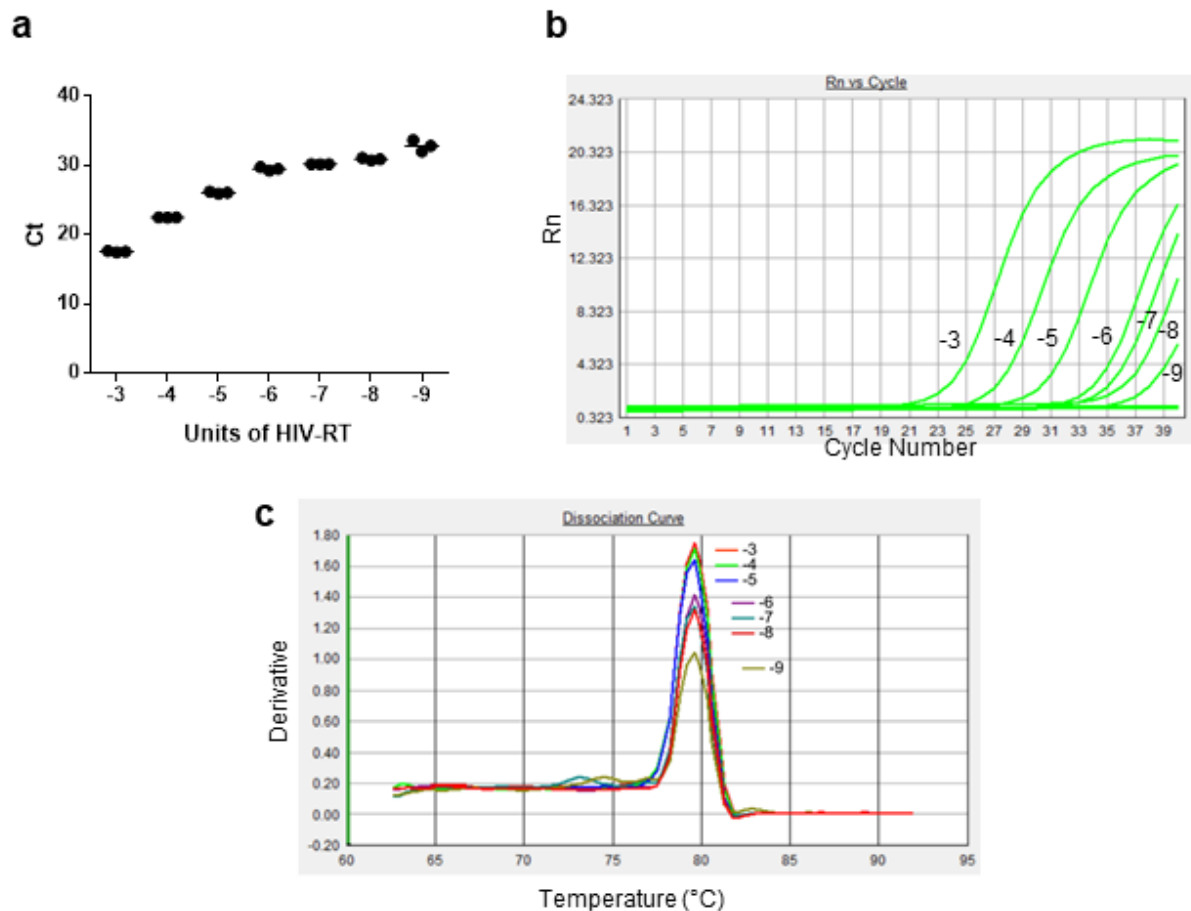 a
40
30
20
10
0
Ct
-3 -4 -5 -6 -7 -8 -9
Units of HIV-RT
b
Rn vs Cycle
24.323
20.323
16.323
12.323
8.323
4.323
0.323
Rn
-3 -4 -5 -6 -7 -8 -9
1 3 5 7 9 11 13 15 17 19 21 23 25 27 29 31 33 35 37 39
Cycle Number
c
Dissociation Curve
1.80
1.60
1.40
1.20
1.00
0.80
0.60
0.40
0.20
0.00
-0.20
Derivative
-3
-4
-5
-6
-7
-8
-9
60 65 70 75 80 85 90 95
Temperature (°C)